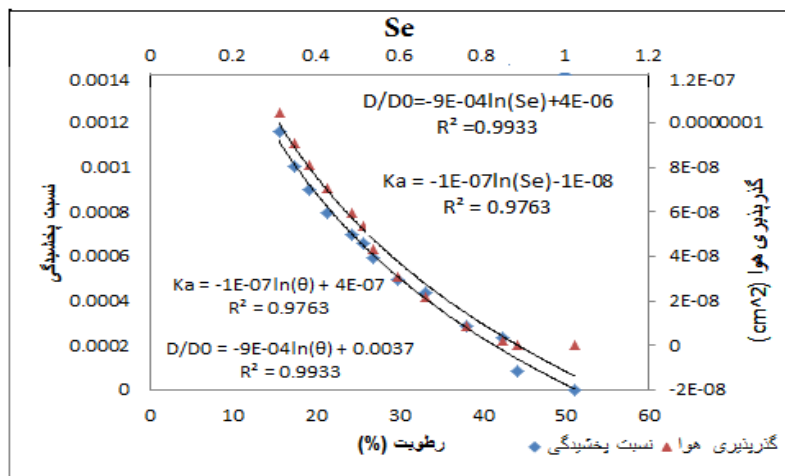 Se
0 0.2 0.4 0.6 0.8 1 1.2
0.0014
0.0012
0.001
0.0008
0.0006
0.0004
0.0002
0
نسبت پخشیدگی
1.2E-07
0.0000001
8E-08
6E-08
4E-08
2E-08
0
-2E-08
گذرپذیری هوا (cm^2)
D/D0=-9E-04ln(Se)+4E-06
R² =0.9933
Ka = -1E-07ln(Se)-1E-08
R² = 0.9763
Ka = -1E-07ln(θ) + 4E-07
R² = 0.9763
D/D0 = -9E-04ln(θ) + 0.0037
R² = 0.9933
0 10 20 30 40 50 60
رطوبت (%)
نسبت پخشیدگی
گذرپذیری هوا